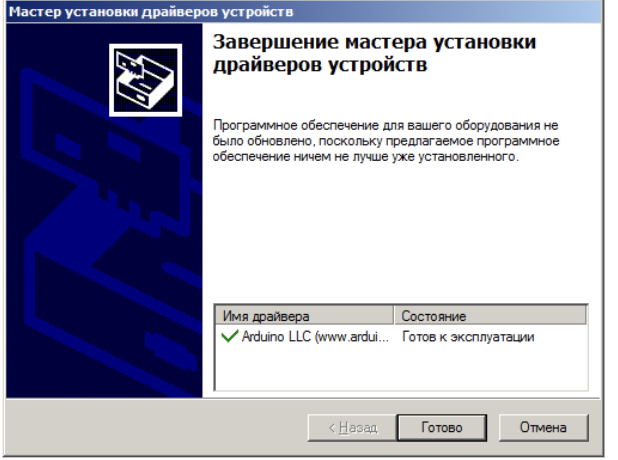 Мастер установки драйверов устройств
Завершение мастера установки
драйверов устройств
Программное обеспечение для вашего оборудования не
было обновлено, поскольку предлагаемое программное
обеспечение ничем не лучше уже установленного.
Имя драйвера Состояние
Arduino LLC (www.ardui... Готов к эксплуатации
< Назад Готово Отмена